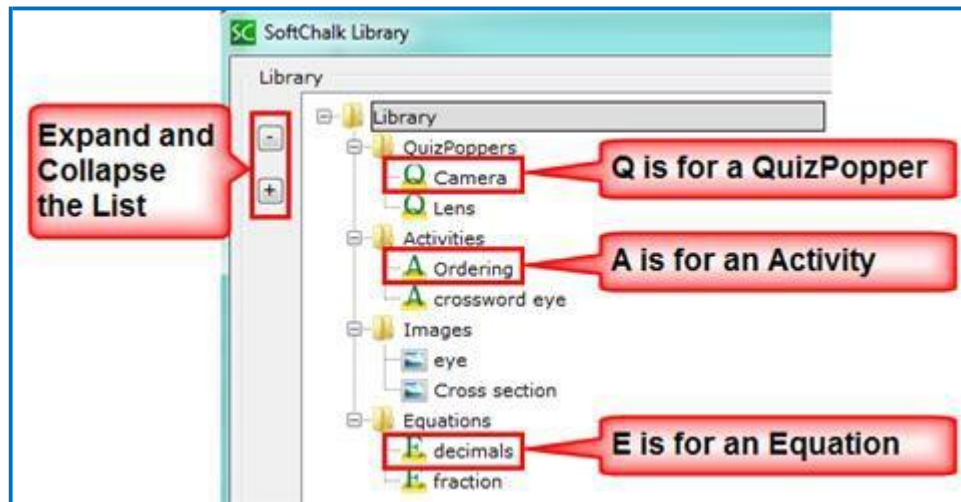 SC SoftChalk Library
Library
Expand and
Collapse
the List
-
+
Library
QuizPoppers
Q Camera
Q is for a QuizPopper
Q Lens
Activities
A Ordering
A is for an Activity
A crossword eye
Images
eye
Cross section
Equations
E decimals
E is for an Equation
E fraction